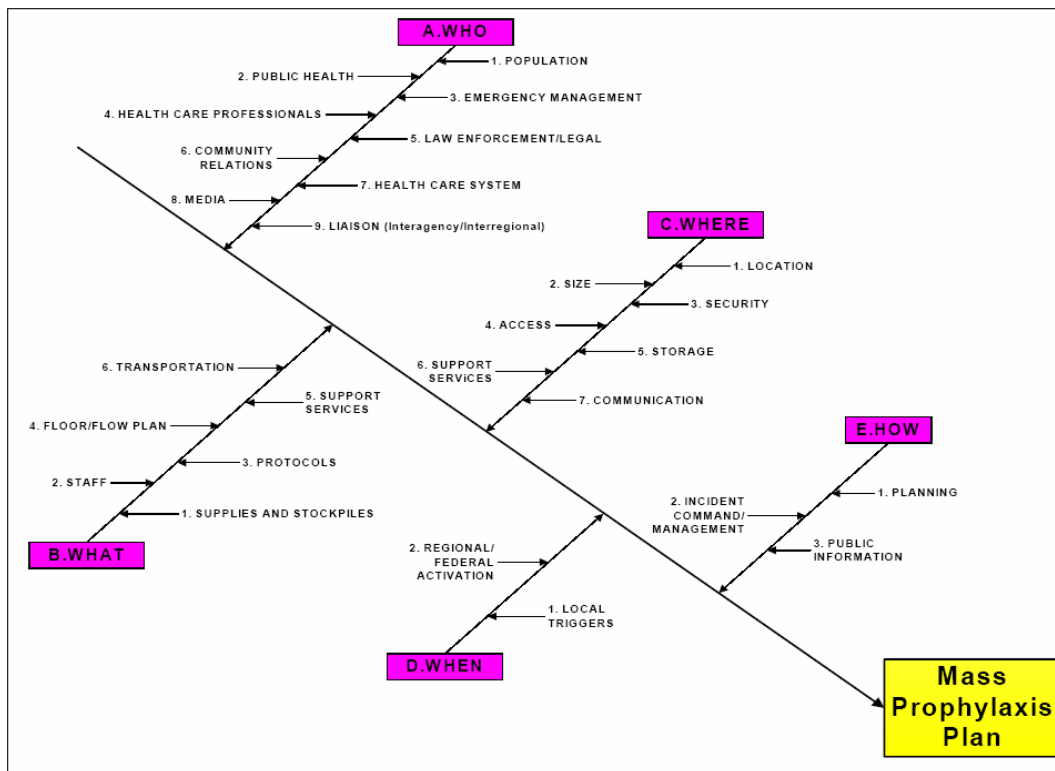 A.WHO
1. POPULATION
2. PUBLIC HEALTH
3. EMERGENCY MANAGEMENT
4. HEALTH CARE PROFESSIONALS
5. LAW ENFORCEMENT/LEGAL
6. COMMUNITY
RELATIONS
7. HEALTH CARE SYSTEM
8. MEDIA
9. LIAISON (Interagency/Interregional)
C.WHERE
1. LOCATION
2. SIZE
3. SECURITY
4. ACCESS
5. STORAGE
6. SUPPORT
SERViCES
7. COMMUNICATION
6. TRANSPORTATION
5. SUPPORT
SERVICES
4. FLOOR/FLOW PLAN
3. PROTOCOLS
2. STAFF
1. SUPPLIES AND STOCKPILES
B.WHAT
E.HOW
1. PLANNING
2. INCIDENT
COMMAND/
MANAGEMENT
3. PUBLIC
INFORMATION
2. REGIONAL/
FEDERAL
ACTIVATION
1. LOCAL
TRIGGERS
D.WHEN
Mass
Prophylaxis
Plan